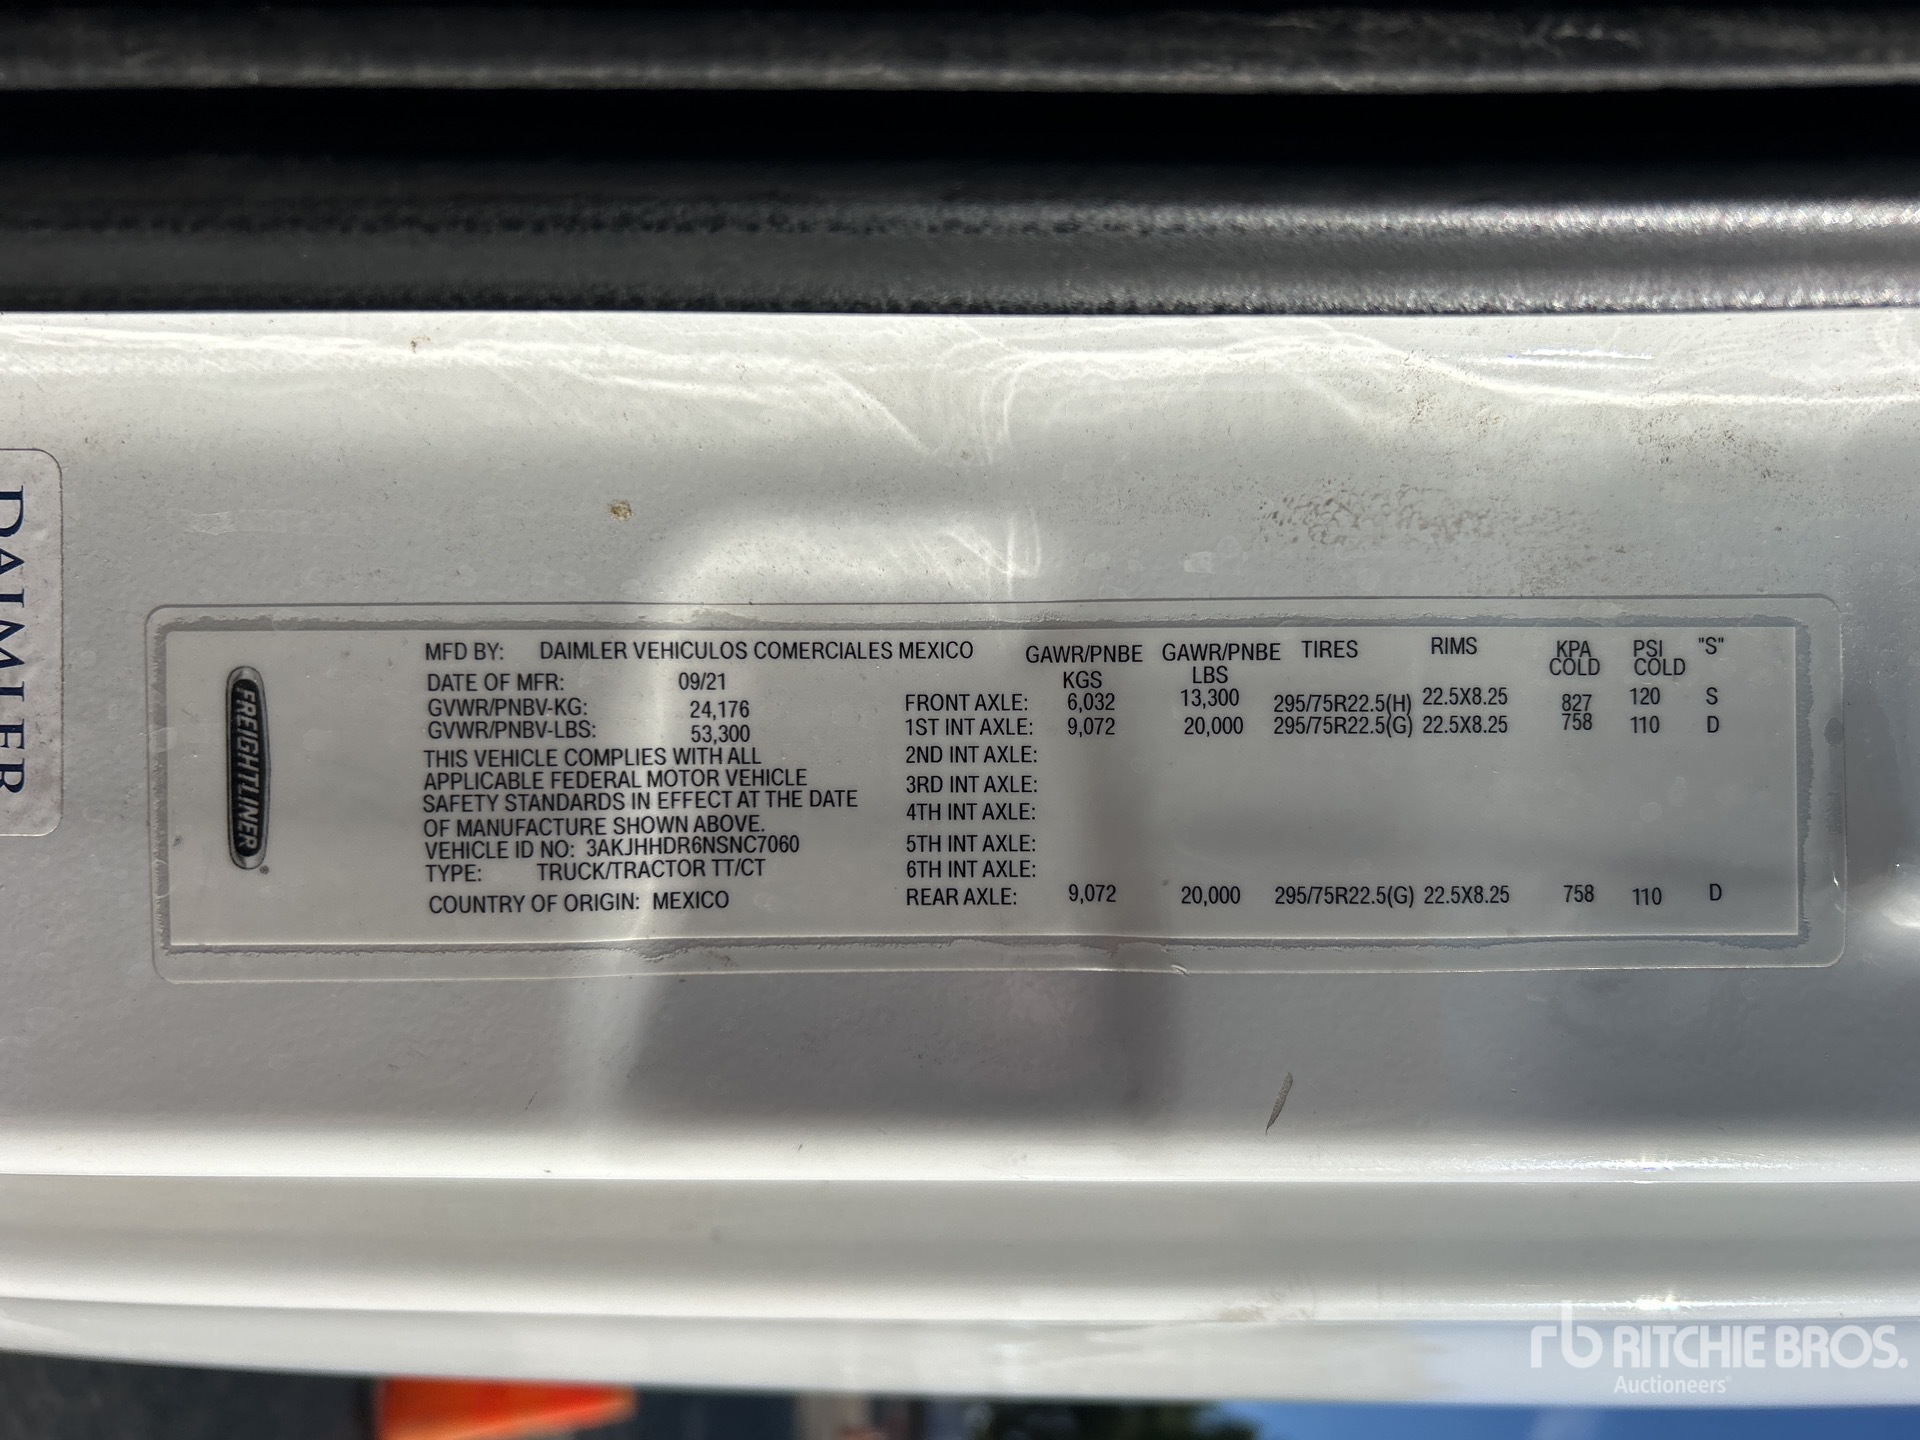 DAIMLER
FREIGHTLINER®
MFD BY: DAIMLER VEHICULOS COMERCIALES MEXICO
DATE OF MFR: 09/21
GVWR/PNBV-KG: 24,176
GVWR/PNBV-LBS: 53,300
THIS VEHICLE COMPLIES WITH ALL
APPLICABLE FEDERAL MOTOR VEHICLE
SAFETY STANDARDS IN EFFECT AT THE DATE
OF MANUFACTURE SHOWN ABOVE.
VEHICLE ID NO: 3AKJHHDR6NSNC7060
TYPE: TRUCK/TRACTOR TT/CT
COUNTRY OF ORIGIN: MEXICO
GAWR/PNBE GAWR/PNBE TIRES RIMS KPA PSI "S"
KGS LBS COLD COLD
FRONT AXLE: 6,032 13,300 295/75R22.5(H) 22.5X8.25 827 120 S
1ST INT AXLE: 9,072 20,000 295/75R22.5(G) 22.5X8.25 758 110 D
2ND INT AXLE:
3RD INT AXLE:
4TH INT AXLE:
5TH INT AXLE:
6TH INT AXLE:
REAR AXLE: 9,072 20,000 295/75R22.5(G) 22.5X8.25 758 110 D
rb RITCHIE BROS.
Auctioneers